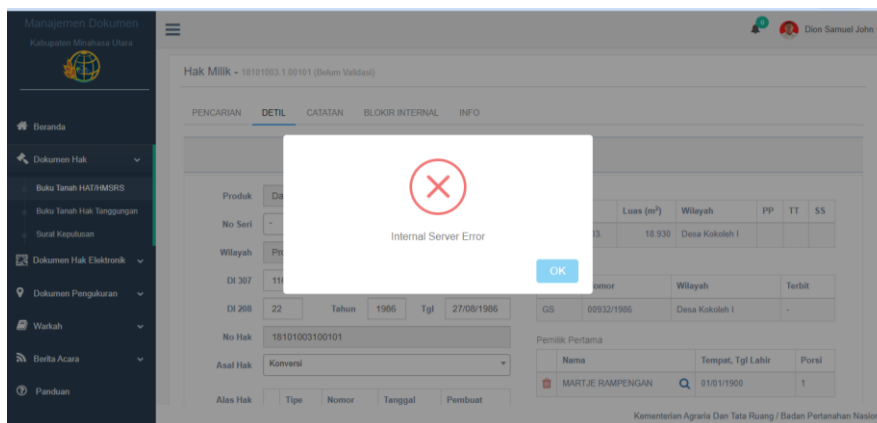 Manajemen Dokumen
Kabupaten Minahasa Utara
0
Dion Samuel John
Hak Milik - 18101003.1.00101 (Belum Validasi)
PENCARIAN DETIL CATATAN BLOKIR INTERNAL INFO
Beranda
Dokumen Hak
Buku Tanah HAT/HMSRS
Buku Tanah Hak Tanggungan
Surat Keputusan
Dokumen Hak Elektronik
Dokumen Pengukuran
Warkah
Berita Acara
Panduan
Internal Server Error
OK
Produk Da
No Seri -
Wilayah
DI 307
DI 208 22 Tahun 1986 Tgl 27/08/1986
No Hak 18101003100101
Asal Hak Konversi
Alas Hak Tipe Nomor Tanggal Pembuat
Luas (m²) Wilayah PP TT SS
18.930 Desa Kokoleh I
omor Wilayah Terbit
GS 00932/1986 Desa Kokoleh I -
Pemilik Pertama
Nama Tempat, Tgl Lahir Porsi
MARTJE RAMPENGAN 01/01/1900 1
Kementerian Agraria Dan Tata Ruang / Badan Pertanahan Nasion